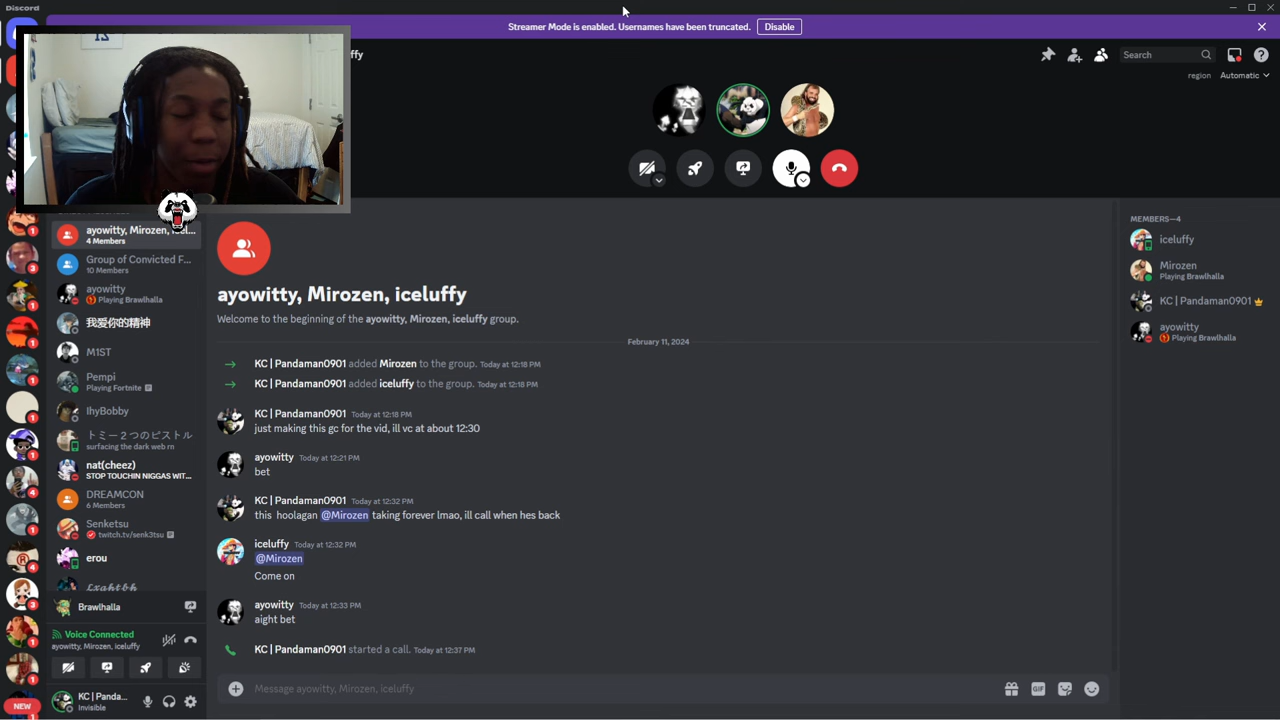 Discord
Streamer Mode is enabled. Usernames have been truncated.
Disable
Search
region
Automatic
ayowitty, Mirozen, icel...
4 Members
Group of Convicted F...
10 Members
ayowitty
Playing Brawlhalla
我爱你的精神
M1ST
Pempi
Playing Fortnite
IhyBobby
トミー２つのピストル
surfacing the dark web rn
nat(cheez)
STOP TOUCHIN NIGGAS WIT...
DREAMCON
6 Members
Senketsu
twitch.tv/senk3tsu
erou
Brawlhalla
Voice Connected
ayowitty, Mirozen, iceluffy
KC | Panda...
Invisible
NEW
ayowitty, Mirozen, iceluffy
Welcome to the beginning of the ayowitty, Mirozen, iceluffy group.
February 11, 2024
KC | Pandaman0901 added Mirozen to the group. Today at 12:18 PM
KC | Pandaman0901 added iceluffy to the group. Today at 12:18 PM
KC | Pandaman0901 Today at 12:18 PM
just making this gc for the vid, ill vc at about 12:30
ayowitty Today at 12:21 PM
bet
KC | Pandaman0901 Today at 12:32 PM
this hoolagan @Mirozen taking forever lmao, ill call when hes back
iceluffy Today at 12:32 PM
@Mirozen
Come on
ayowitty Today at 12:33 PM
aight bet
KC | Pandaman0901 started a call. Today at 12:37 PM
Message ayowitty, Mirozen, iceluffy
GIF
MEMBERS—4
iceluffy
Mirozen
Playing Brawlhalla
KC | Pandaman0901
ayowitty
Playing Brawlhalla